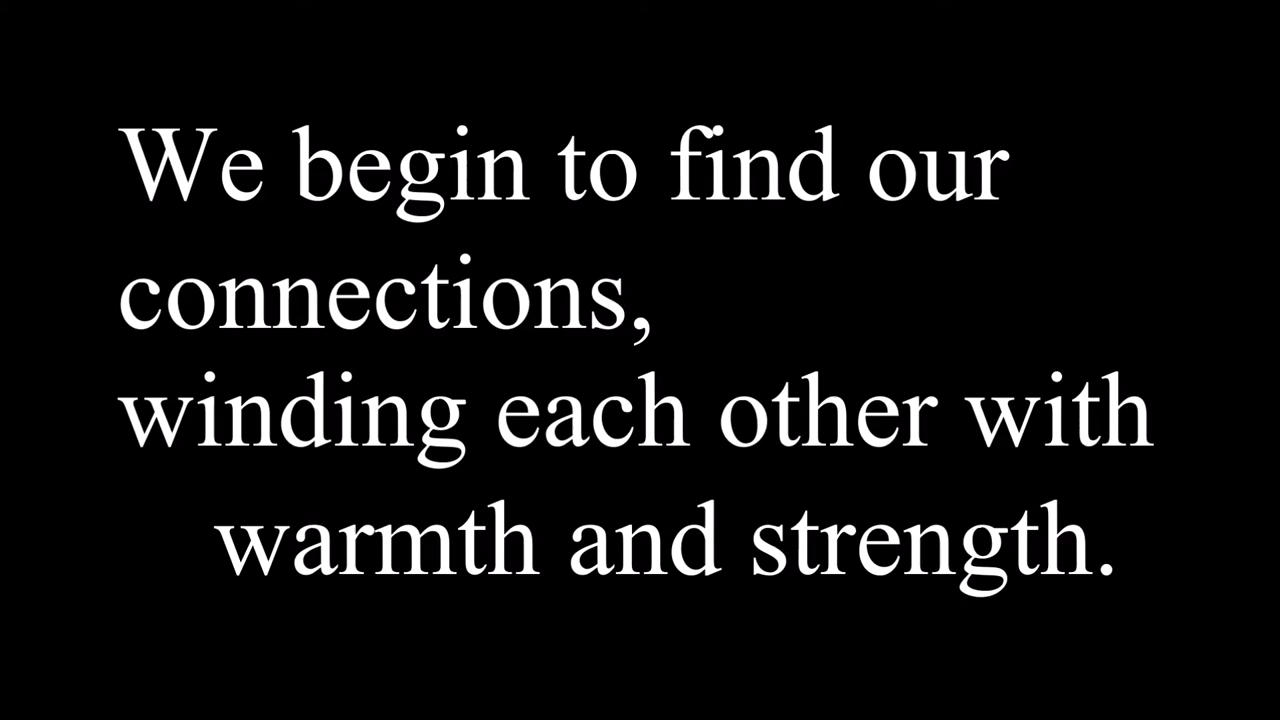 We begin to find our
connections,
winding each other with
warmth and strength.